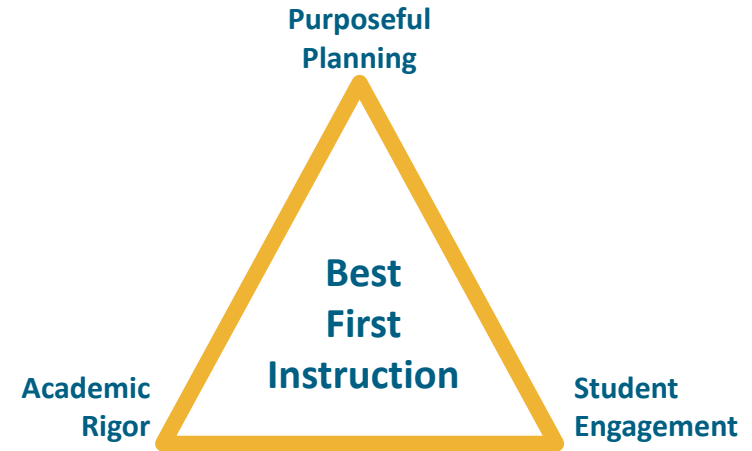 Purposeful
Planning
Best
First
Instruction
Academic
Rigor
Student
Engagement